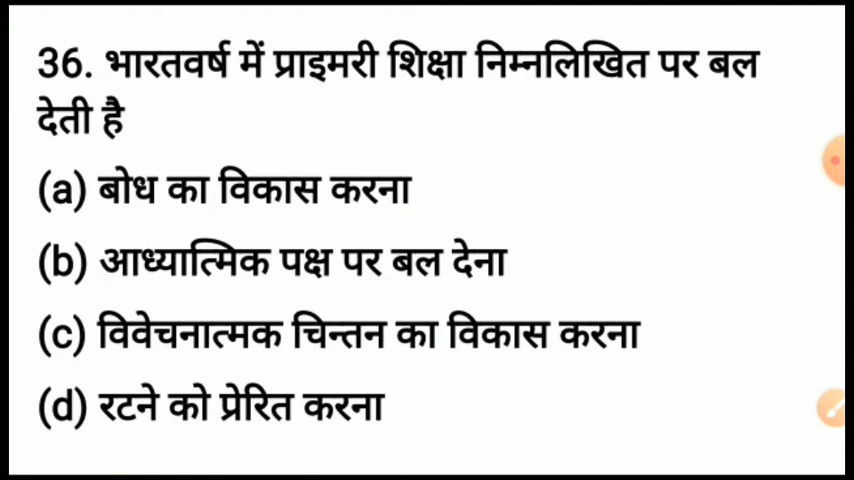 36. भारतवर्ष में प्राइमरी शिक्षा निम्नलिखित पर बल
देती है
(a) बोध का विकास करना
(b) आध्यात्मिक पक्ष पर बल देना
(c) विवेचनात्मक चिन्तन का विकास करना
(d) रटने को प्रेरित करना